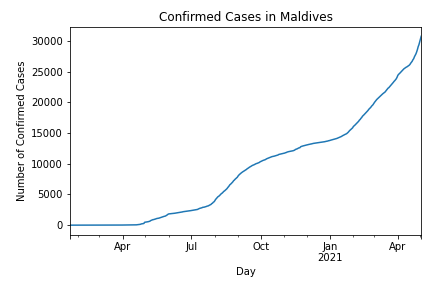 Confirmed Cases in Maldives
30000
25000
20000
15000
10000
5000
0
Number of Confirmed Cases
Apr
Jul
Oct
Jan
2021
Apr
Day